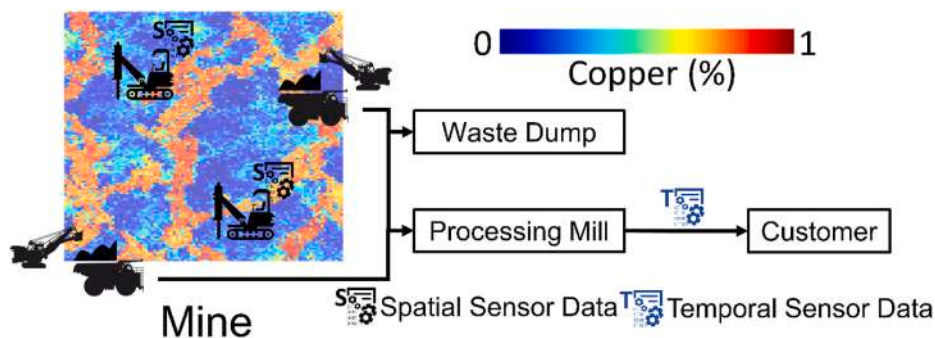 S
0 1
Copper (%)
Waste Dump
S
T
Processing Mill
Customer
S Spatial Sensor Data T Temporal Sensor Data
Mine